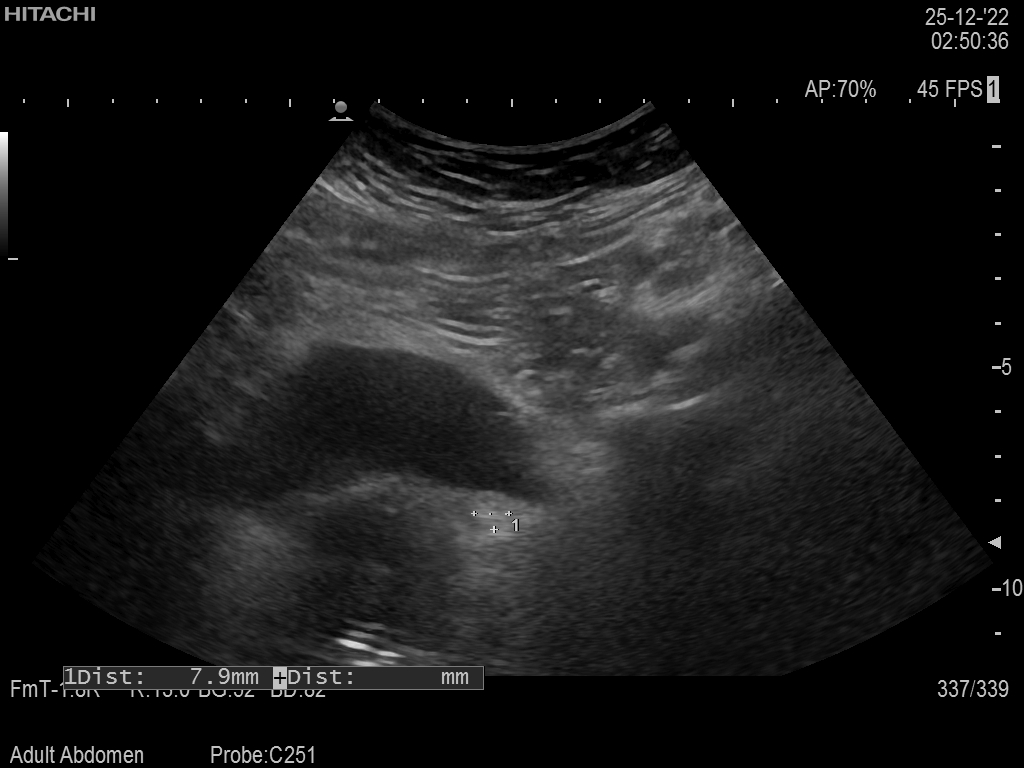 HITACHI
25-12-'22
02:50:36
AP:70% 45 FPS 1
5
1
10
1Dist: 7.9mm +Dist: mm
337/339
Adult Abdomen Probe:C251